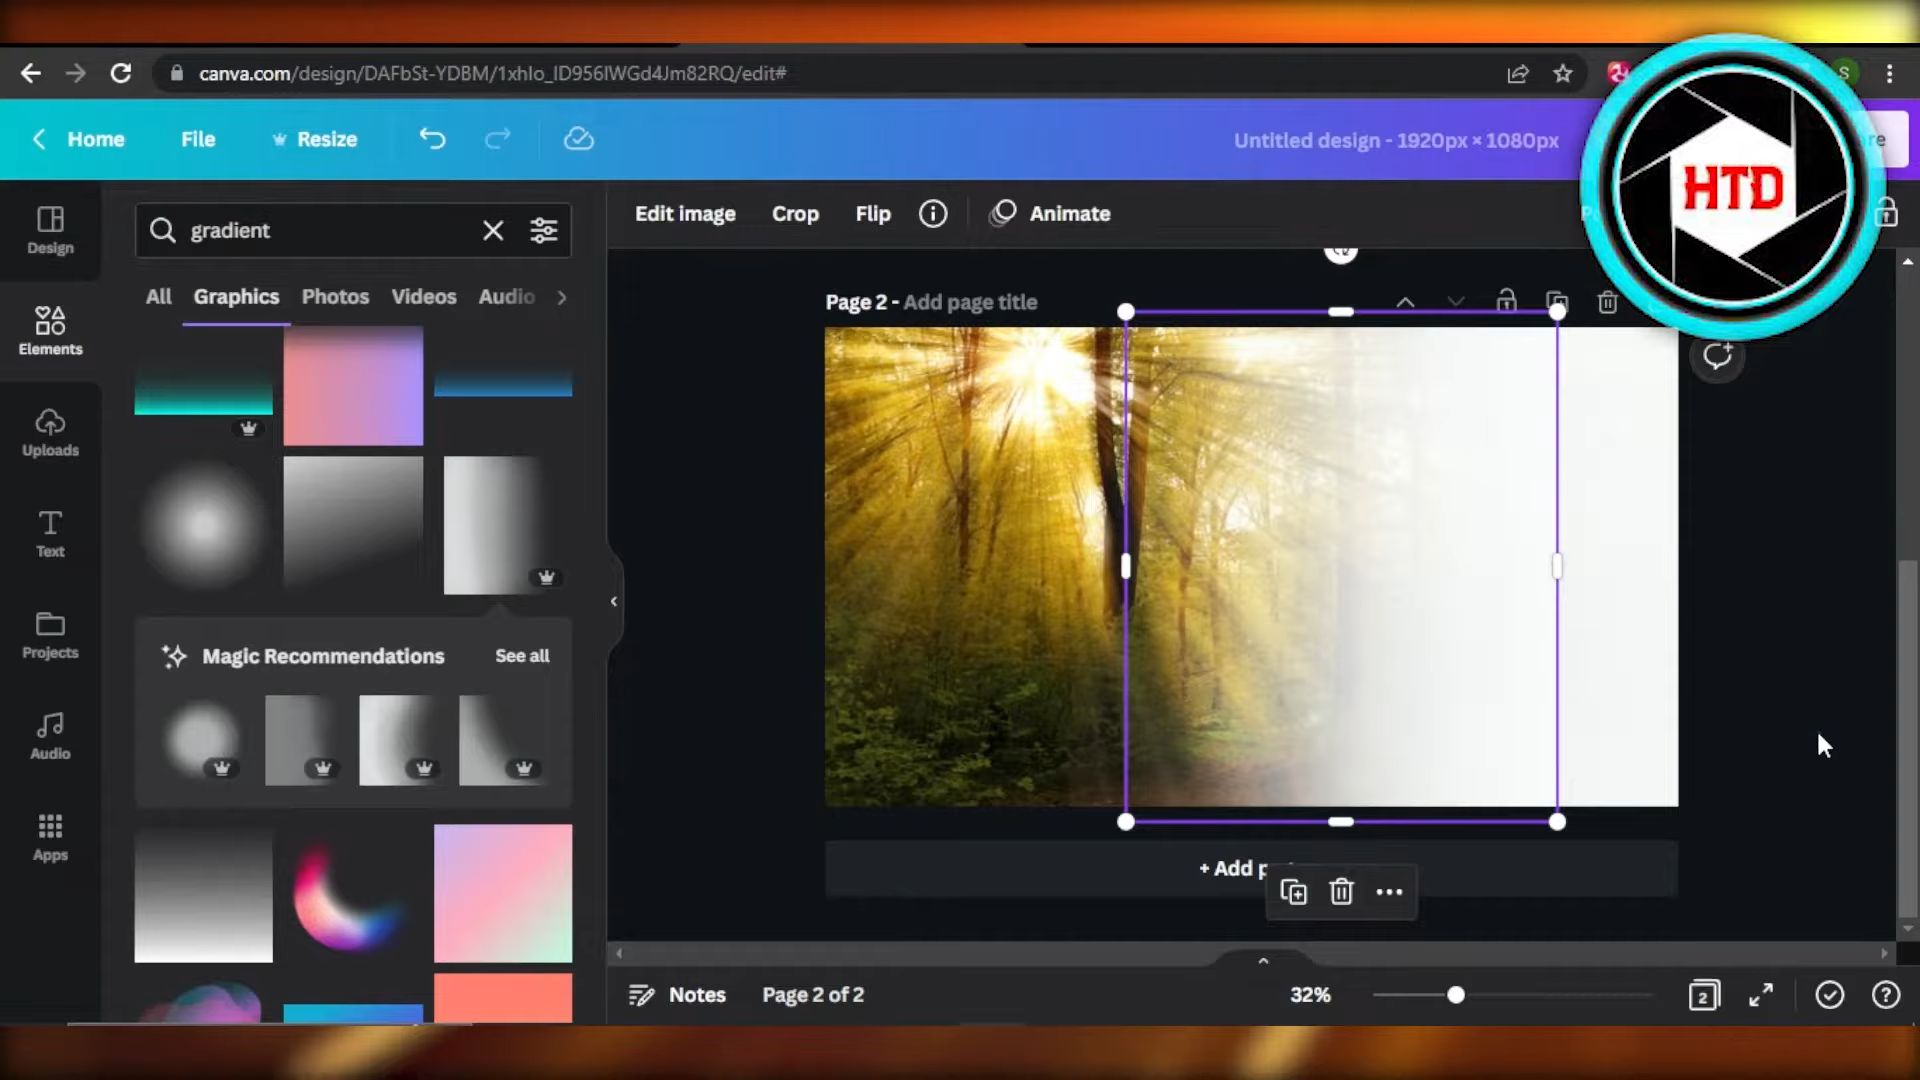 canva.com/design/DAFbSt-YDBM/1xhIo_ID956IWGd4Jm82RQ/edit#
S
Home
File
Resize
Untitled design - 1920px × 1080px
re
HTD
Design
gradient
Edit image
Crop
Flip
Animate
All
Graphics
Photos
Videos
Audio
Page 2 - Add page title
Elements
Uploads
Text
Projects
Magic Recommendations
See all
Audio
Apps
+ Add p
Notes
Page 2 of 2
32%
2